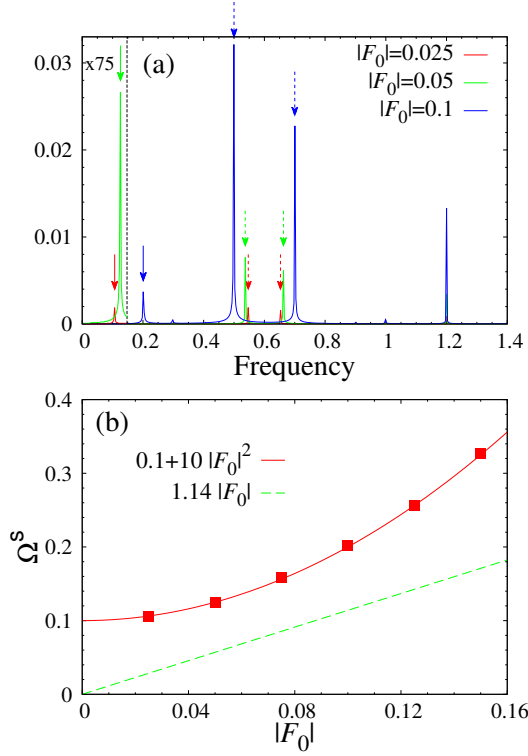 x75
(a)
|F₀|=0.025
|F₀|=0.05
|F₀|=0.1
0.03
0.02
0.01
0
0 0.2 0.4 0.6 0.8 1.0 1.2 1.4
Frequency
(b)
0.1+10 |F₀|²
1.14 |F₀|
0.4
0.3
0.2
0.1
0
Ωˢ
0 0.04 0.08 0.12 0.16
|F₀|